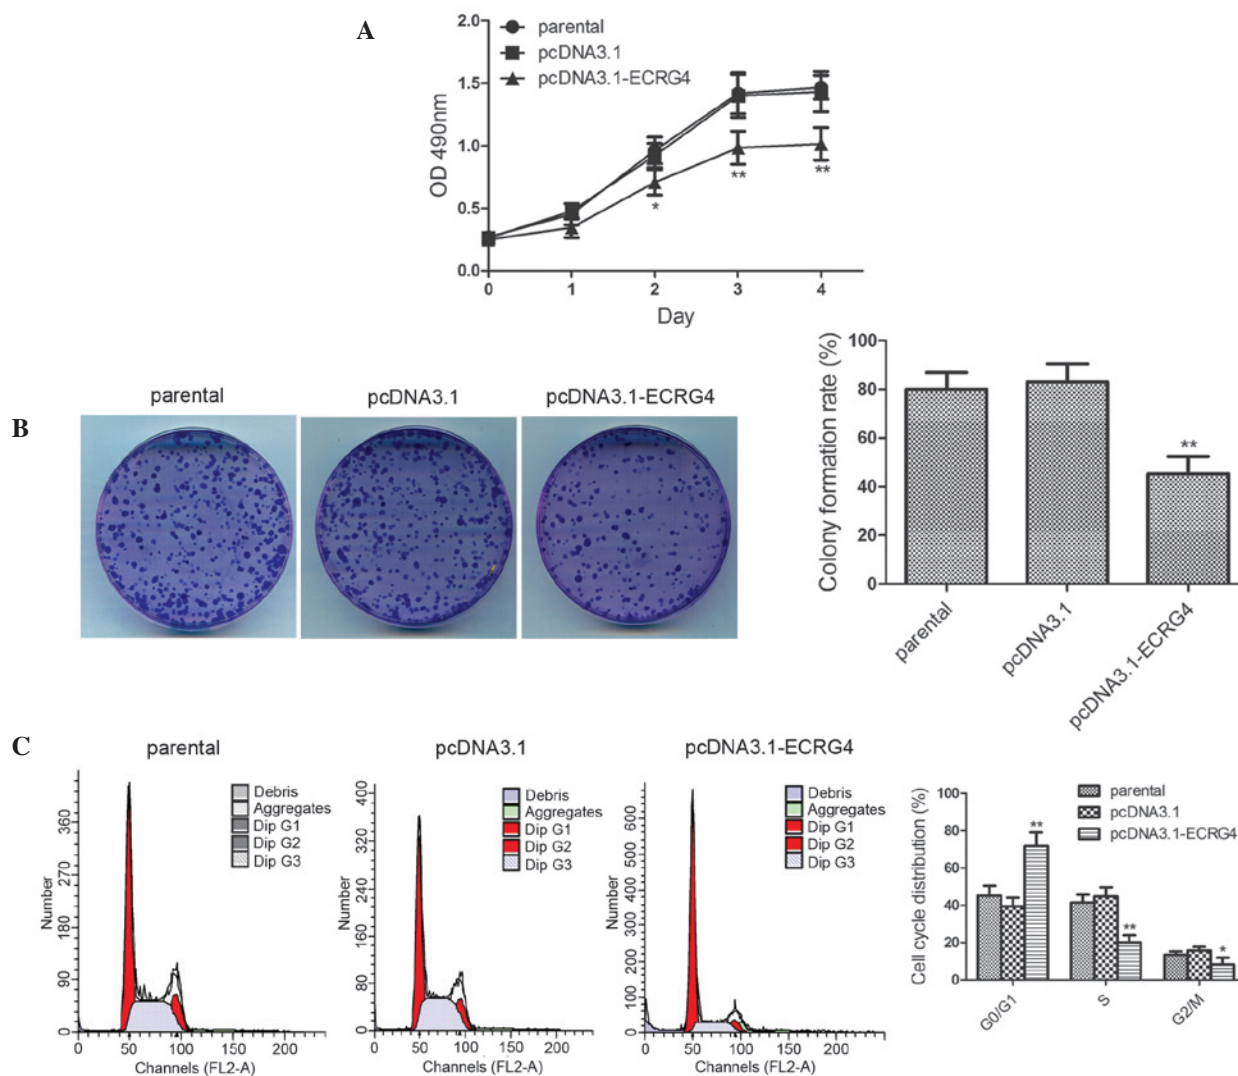 A
parental
pcDNA3.1
pcDNA3.1-ECRG4
2.0
1.5
1.0
0.5
0.0
OD 490nm
0 1 2 3 4
*
**
**
Day
B
parental
pcDNA3.1
pcDNA3.1-ECRG4
Colony formation rate (%)
100
80
60
40
20
0
**
parental
pcDNA3.1
pcDNA3.1-ECRG4
C
parental
Number
360
270
180
90
0
Debris
Aggregates
Dip G1
Dip G2
Dip G3
0 50 100 150 200
Channels (FL2-A)
pcDNA3.1
Number
400
320
240
160
80
0
Debris
Aggregates
Dip G1
Dip G2
Dip G3
0 50 100 150 200
Channels (FL2-A)
pcDNA3.1-ECRG4
Number
600
500
400
300
200
100
0
Debris
Aggregates
Dip G1
Dip G2
Dip G3
0 50 100 150 200
Channels (FL2-A)
Cell cycle distribution (%)
100
80
60
40
20
0
parental
pcDNA3.1
pcDNA3.1-ECRG4
**
**
*
G0/G1
S
G2/M